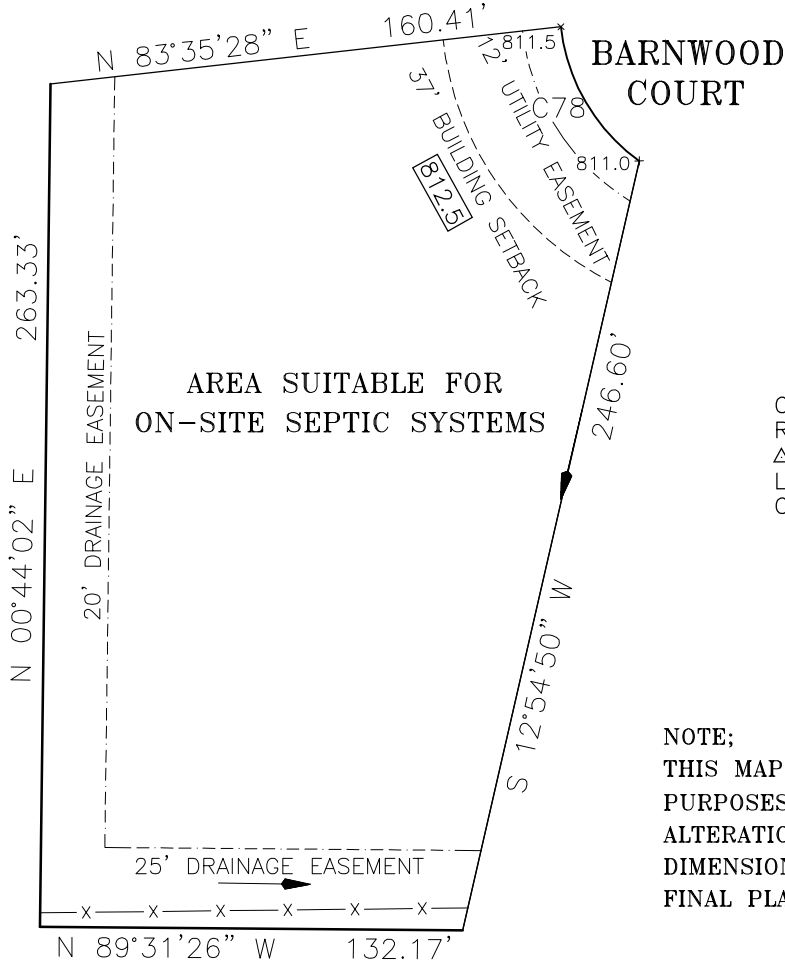 N 83°35'28" E 160.41'
811.5
BARNWOOD
COURT
12' UTILITY EASEMENT
C78
811.0
37' BUILDING SETBACK
812.5
263.33'
N 00°44'02" E
20' DRAINAGE EASEMENT
AREA SUITABLE FOR
ON-SITE SEPTIC SYSTEMS
246.60'
S 12°54'50" W
25' DRAINAGE EASEMENT
X X X X X X
N 89°31'26" W 132.17'
C
R
L
C
NOTE;
THIS MAP
PURPOSES
ALTERATIO
DIMENSION
FINAL PLA